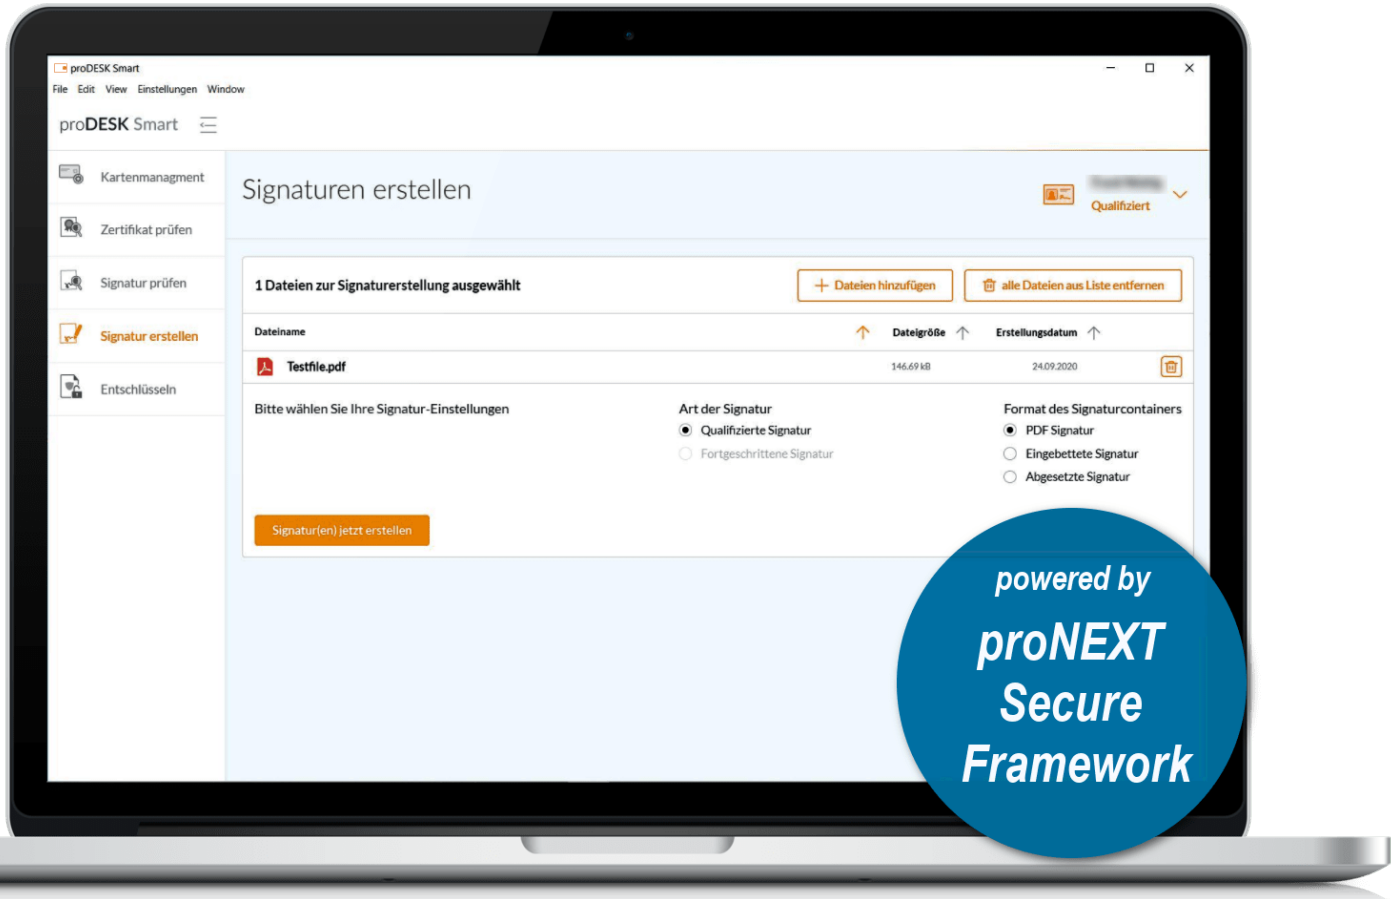 proDESK Smart
File Edit View Einstellungen Window
proDESK Smart
Kartenmanagment
Zertifikat prüfen
Signatur prüfen
Signatur erstellen
Entschlüsseln
Signaturen erstellen
Qualifiziert
1 Dateien zur Signaturerstellung ausgewählt
Dateien hinzufügen
alle Dateien aus Liste entfernen
Dateiname
Dateigröße
Erstellungsdatum
Testfile.pdf
146.69 kB
24.09.2020
Bitte wählen Sie Ihre Signatur-Einstellungen
Art der Signatur
Qualifizierte Signatur
Fortgeschrittene Signatur
Format des Signaturcontainers
PDF Signatur
Eingebettete Signatur
Abgesetzte Signatur
Signatur(en) jetzt erstellen
powered by
proNEXT
Secure
Framework